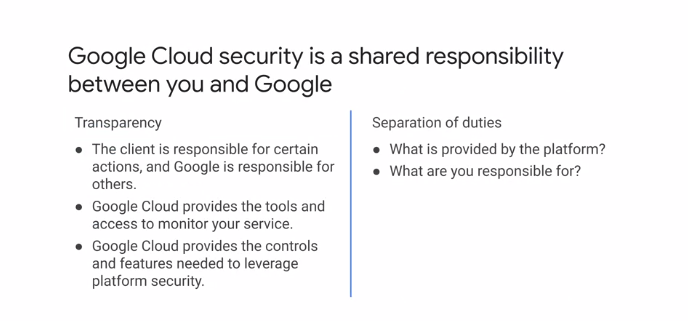 Google Cloud security is a shared responsibility
between you and Google
Transparency
● The client is responsible for certain
actions, and Google is responsible for
others.
● Google Cloud provides the tools and
access to monitor your service.
● Google Cloud provides the controls
and features needed to leverage
platform security.
Separation of duties
● What is provided by the platform?
● What are you responsible for?